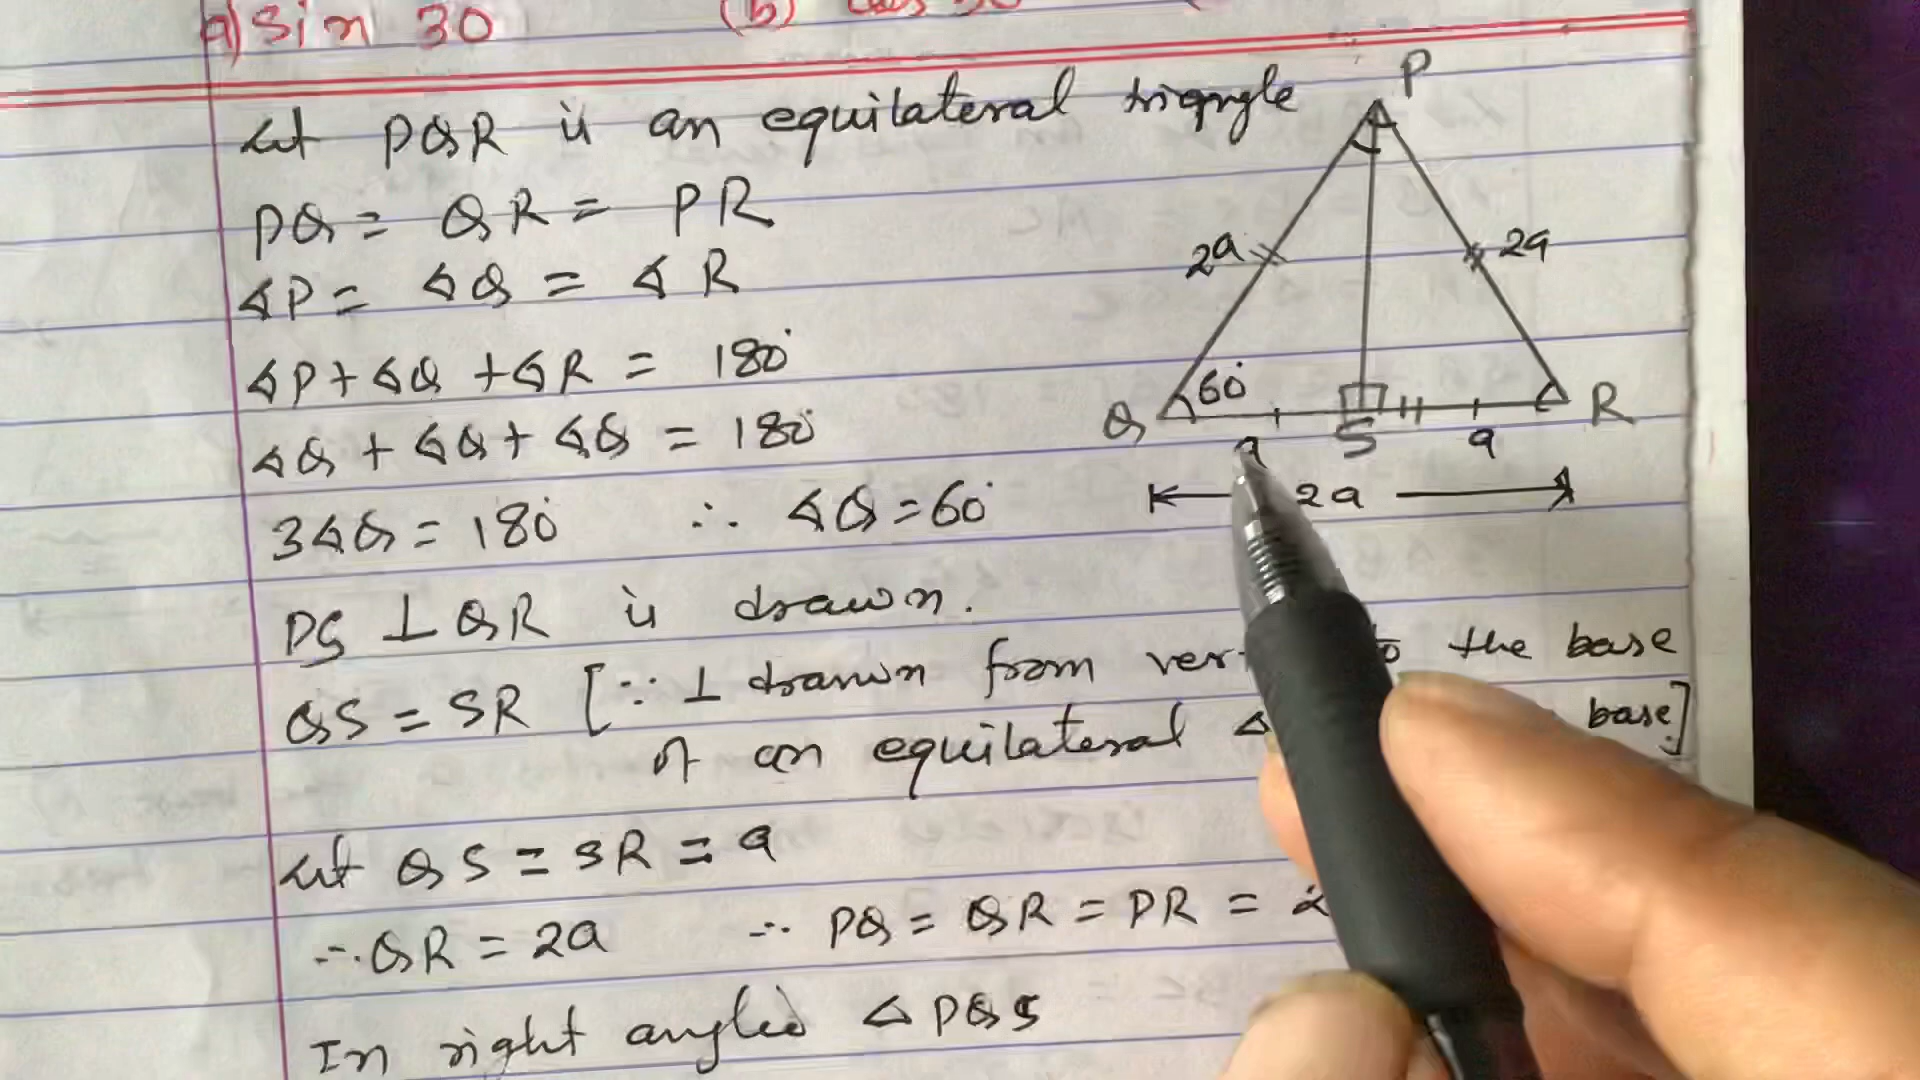 a) Sin 30 (b)
Let PQR is an equilateral triangle
PQ = QR = PR
∡P = ∡Q = ∡R
∡P + ∡Q + ∡R = 180°
∡Q + ∡Q + ∡Q = 180°
3∡Q = 180° ∴ ∡Q = 60°
PS ⊥ QR is drawn.
QS = SR [∵ ⊥ drawn from the base
of an equilateral Δ base]
Let QS = SR = a
∴ QR = 2a ∴ PQ = QR = PR =
In right angled Δ PQS
P
2a 2a
Q 60° S R
a a
2a